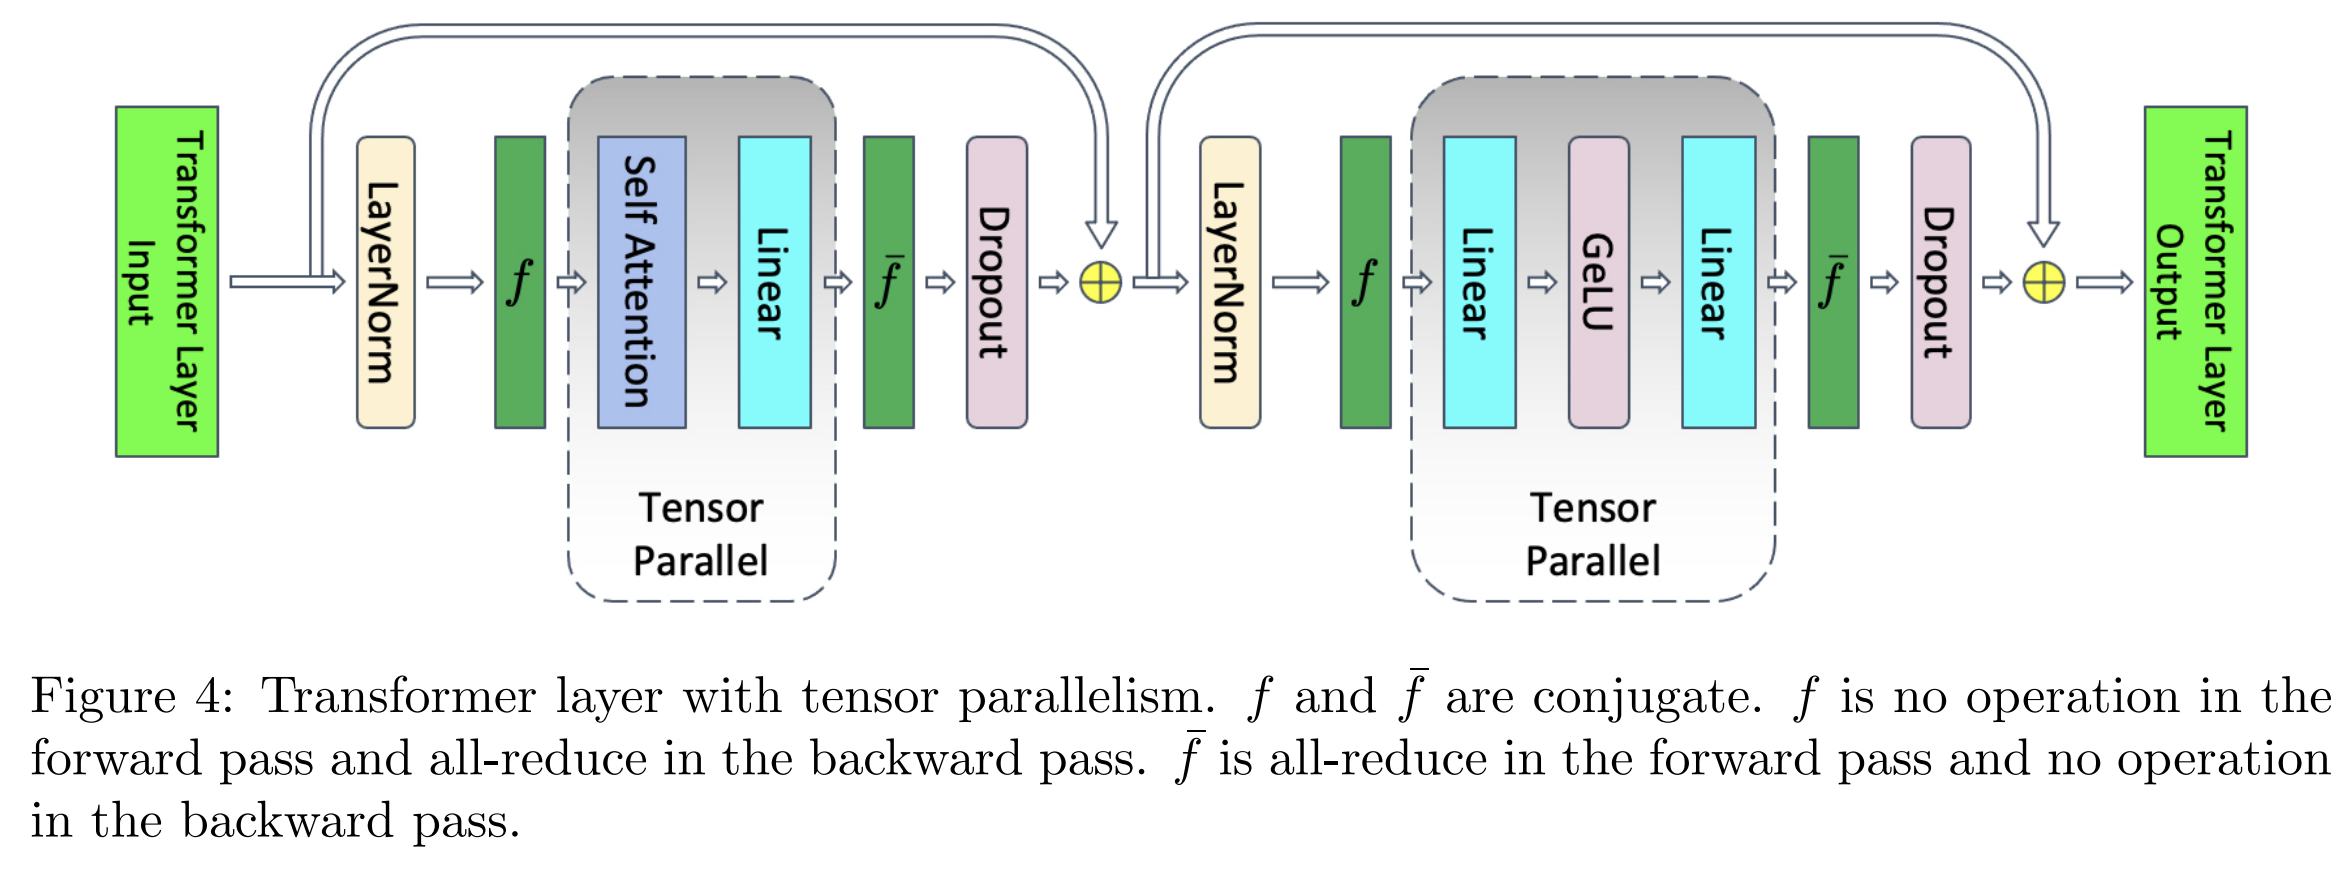 Transformer Layer
Input
LayerNorm
f
Self Attention
Linear
f̄
Dropout
LayerNorm
f
Linear
GeLU
Linear
f̄
Dropout
Transformer Layer
Output
Tensor
Parallel
Tensor
Parallel
Figure 4: Transformer layer with tensor parallelism. f and f̄ are conjugate. f is no operation in the
forward pass and all-reduce in the backward pass. f̄ is all-reduce in the forward pass and no operation
in the backward pass.